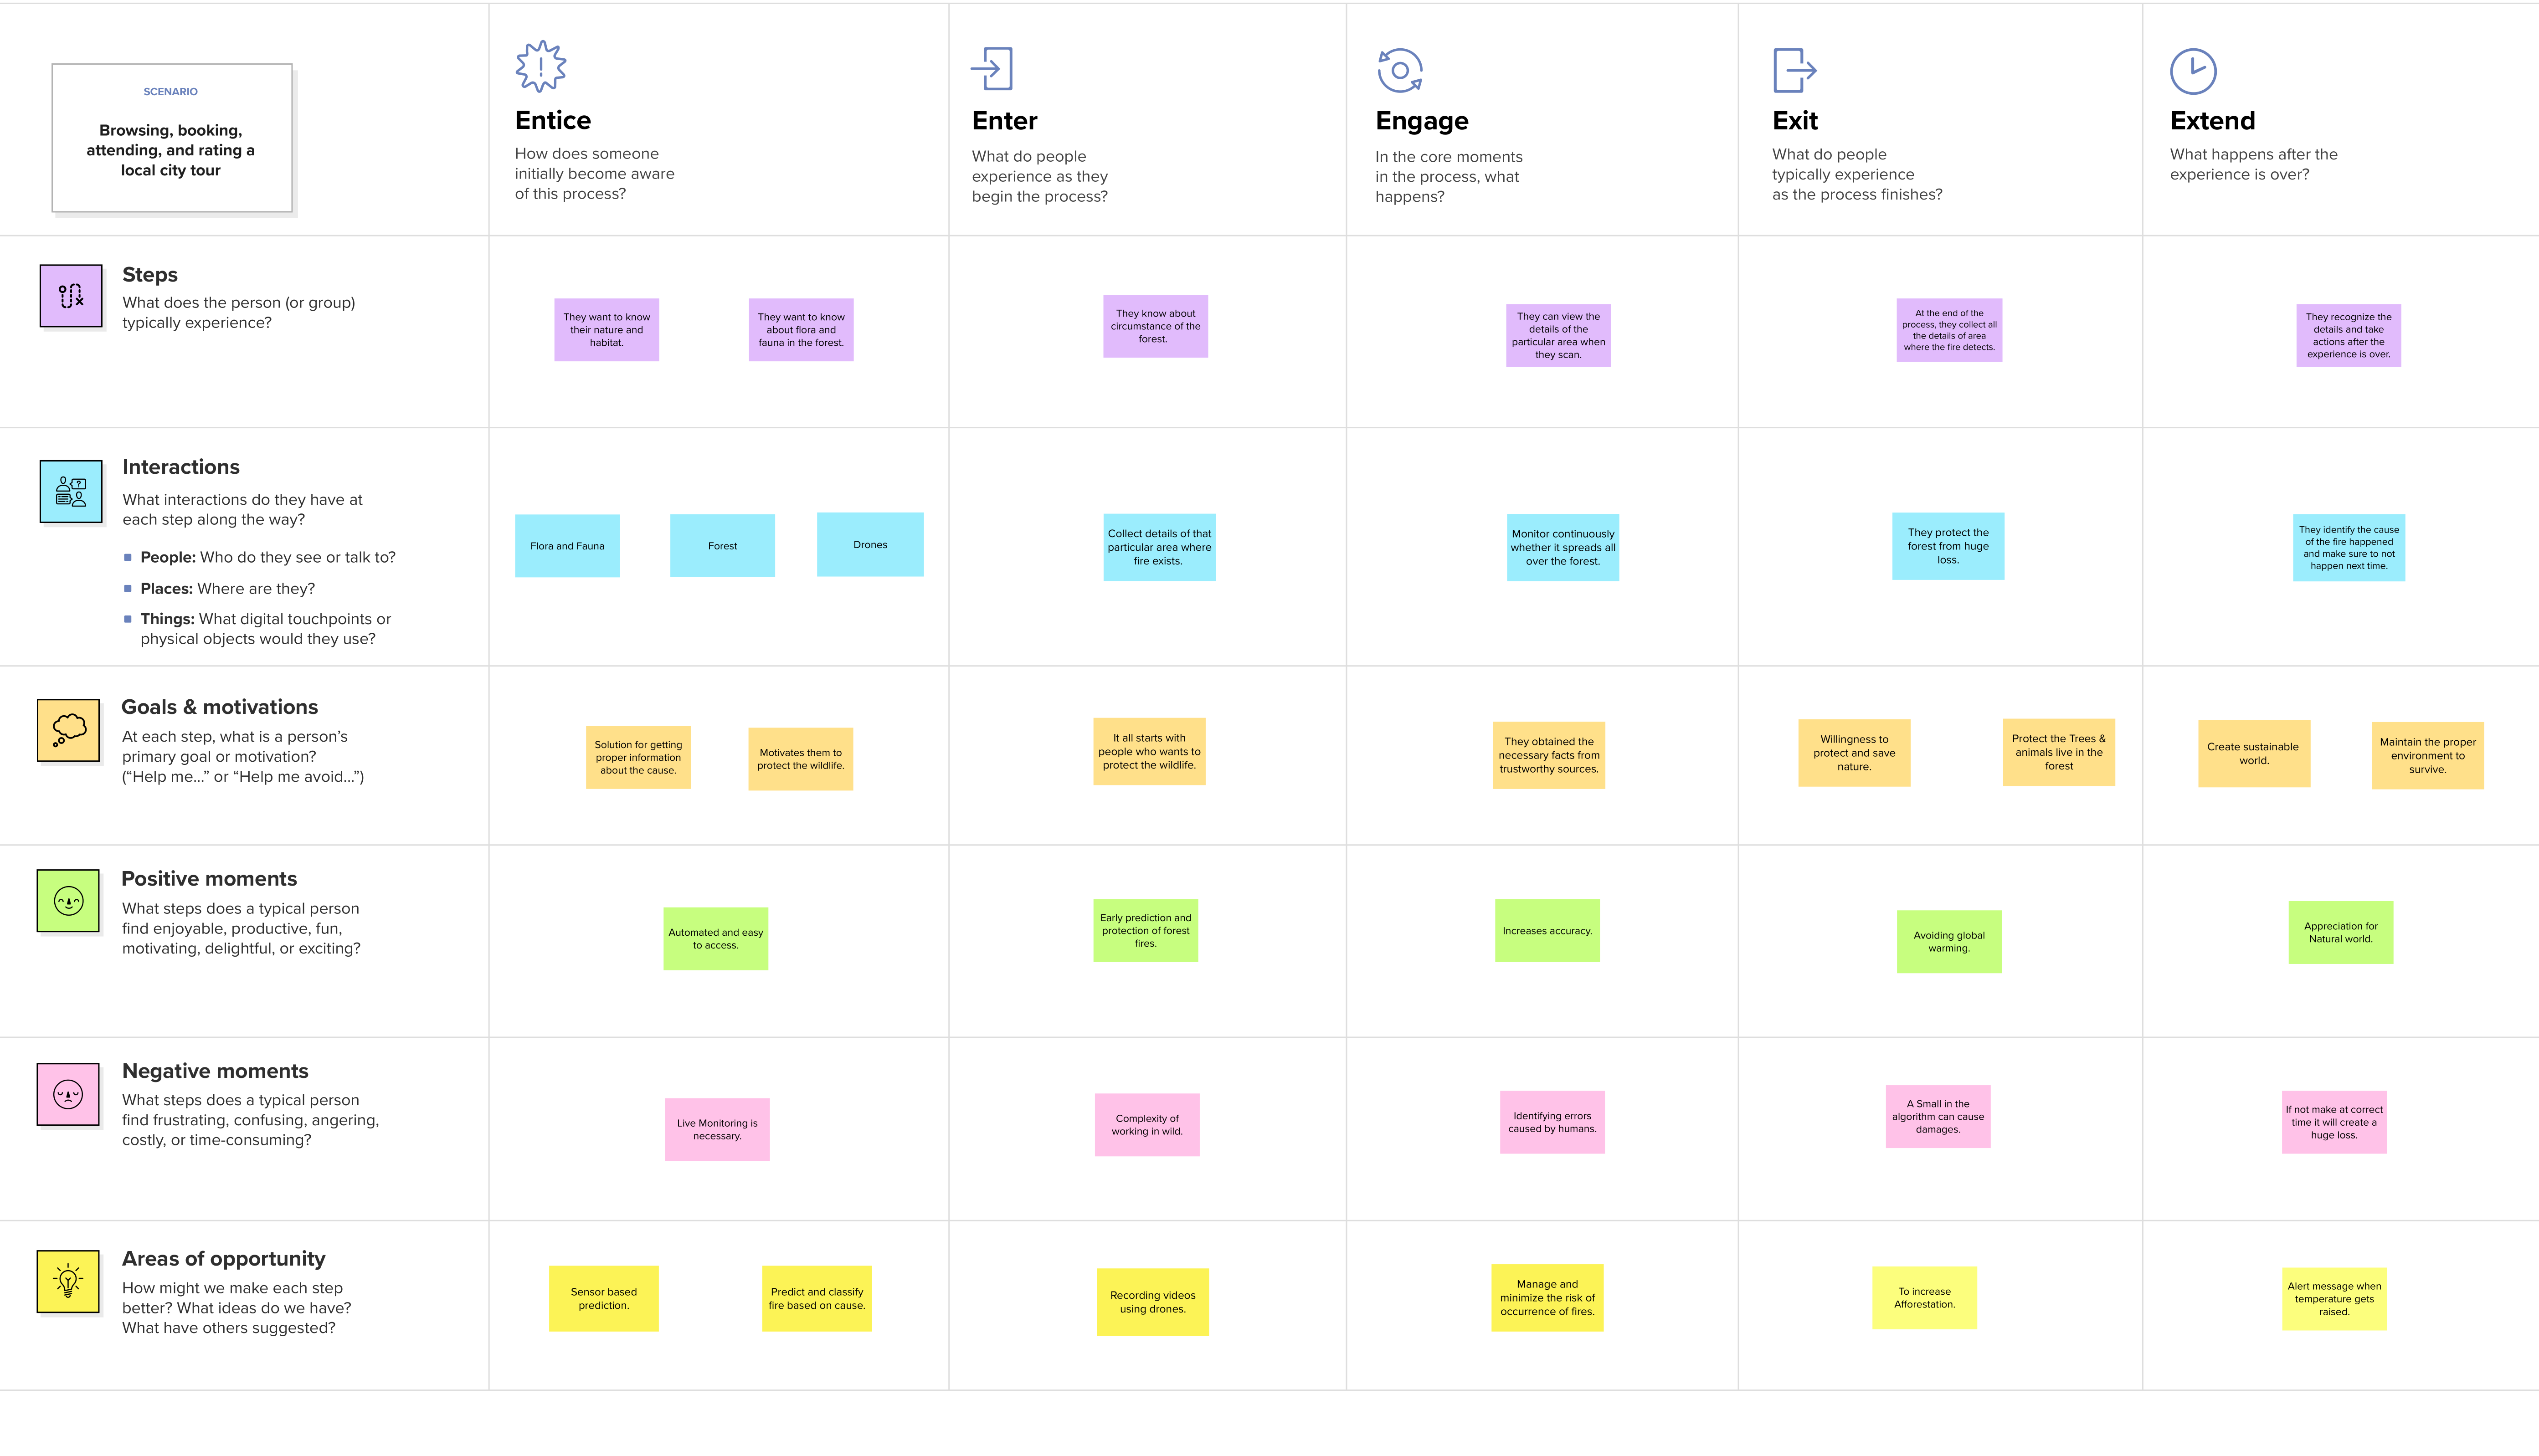 SCENARIO
Browsing, booking,
attending, and rating a
local city tour
Entice
How does someone
initially become aware
of this process?
Enter
What do people
experience as they
begin the process?
Engage
In the core moments
in the process, what
happens?
Exit
What do people
typically experience
as the process finishes?
Extend
What happens after the
experience is over?
Steps
What does the person (or group)
typically experience?
They want to know
their nature and
habitat.
They want to know
about flora and
fauna in the forest.
They know about
circumstance of the
forest.
They can view the
details of the
particular area when
they scan.
At the end of the
process, they collect all
the details of area
where the fire detects.
They recognize the
details and take
actions after the
experience is over.
Interactions
What interactions do they have at
each step along the way?
People: Who do they see or talk to?
Places: Where are they?
Things: What digital touchpoints or
physical objects would they use?
Flora and Fauna
Forest
Drones
Collect details of that
particular area where
fire exists.
Monitor continuously
whether it spreads all
over the forest.
They protect the
forest from huge
loss.
They identify the cause
of the fire happened
and make sure to not
happen next time.
Goals & motivations
At each step, what is a person’s
primary goal or motivation?
(“Help me...” or “Help me avoid...”)
Solution for getting
proper information
about the cause.
Motivates them to
protect the wildlife.
It all starts with
people who wants to
protect the wildlife.
They obtained the
necessary facts from
trustworthy sources.
Willingness to
protect and save
nature.
Protect the Trees &
animals live in the
forest
Create sustainable
world.
Maintain the proper
environment to
survive.
Positive moments
What steps does a typical person
find enjoyable, productive, fun,
motivating, delightful, or exciting?
Automated and easy
to access.
Early prediction and
protection of forest
fires.
Increases accuracy.
Avoiding global
warming.
Appreciation for
Natural world.
Negative moments
What steps does a typical person
find frustrating, confusing, angering,
costly, or time-consuming?
Live Monitoring is
necessary.
Complexity of
working in wild.
Identifying errors
caused by humans.
A Small in the
algorithm can cause
damages.
If not make at correct
time it will create a
huge loss.
Areas of opportunity
How might we make each step
better? What ideas do we have?
What have others suggested?
Sensor based
prediction.
Predict and classify
fire based on cause.
Recording videos
using drones.
Manage and
minimize the risk of
occurrence of fires.
To increase
Afforestation.
Alert message when
temperature gets
raised.